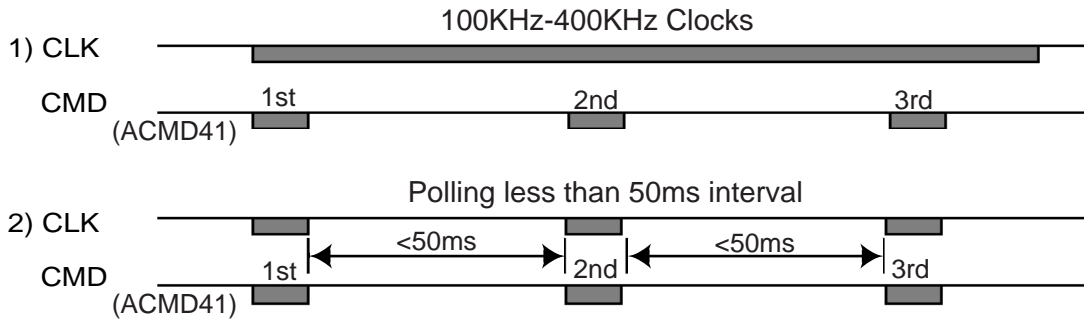 100KHz-400KHz Clocks
1) CLK
CMD
1st
2nd
3rd
(ACMD41)
Polling less than 50ms interval
2) CLK
<50ms
<50ms
CMD
1st
2nd
3rd
(ACMD41)